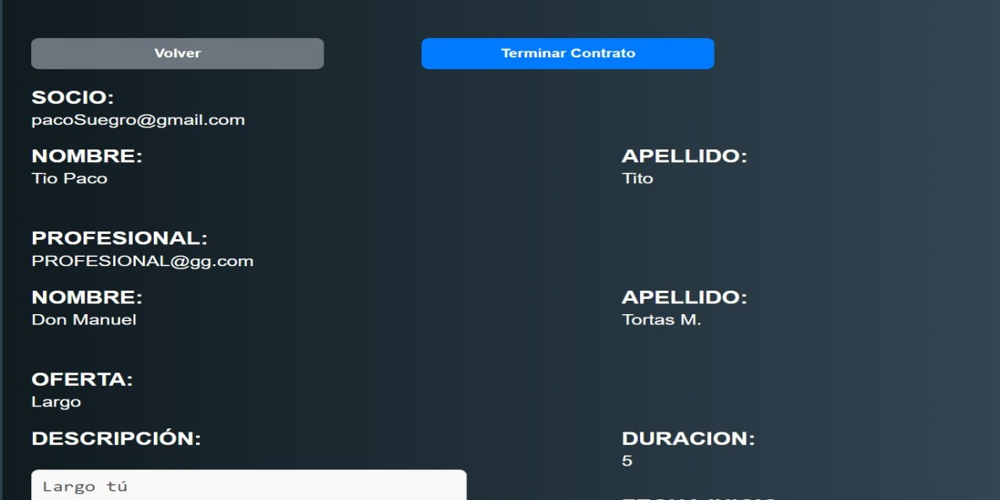 Volver
Terminar Contrato
SOCIO:
pacoSuegro@gmail.com
NOMBRE:
APELLIDO:
Tio Paco
Tito
PROFESIONAL:
PROFESIONAL@gg.com
NOMBRE:
APELLIDO:
Don Manuel
Tortas M.
OFERTA:
Largo
DESCRIPCIÓN:
DURACION:
5
Largo tú